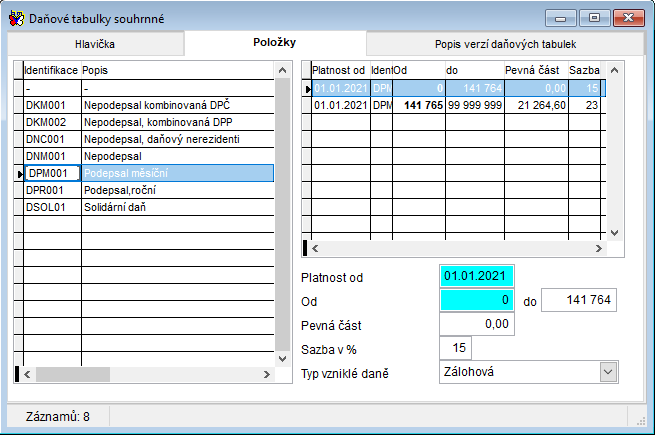 Daňové tabulky souhrnné
Hlavička Položky Popis verzí daňových tabulek
Identifikace Popis
- -
DKM001 Nepodepsal kombinovaná DPČ
DKM002 Nepodepsal, kombinovaná DPP
DNC001 Nepodepsal, daňový nerezidenti
DNM001 Nepodepsal
DPM001 Podepsal měsíční
DPR001 Podepsal,roční
DSOL01 Solidární daň
Platnost od Ident Od do Pevná část Sazba
01.01.2021 DPM 0 141 764 0,00 15
01.01.2021 DPM 141 765 99 999 999 21 264,60 23
Platnost od 01.01.2021
Od 0 do 141 764
Pevná část 0,00
Sazba v % 15
Typ vzniklé daně Zálohová
Záznamů: 8